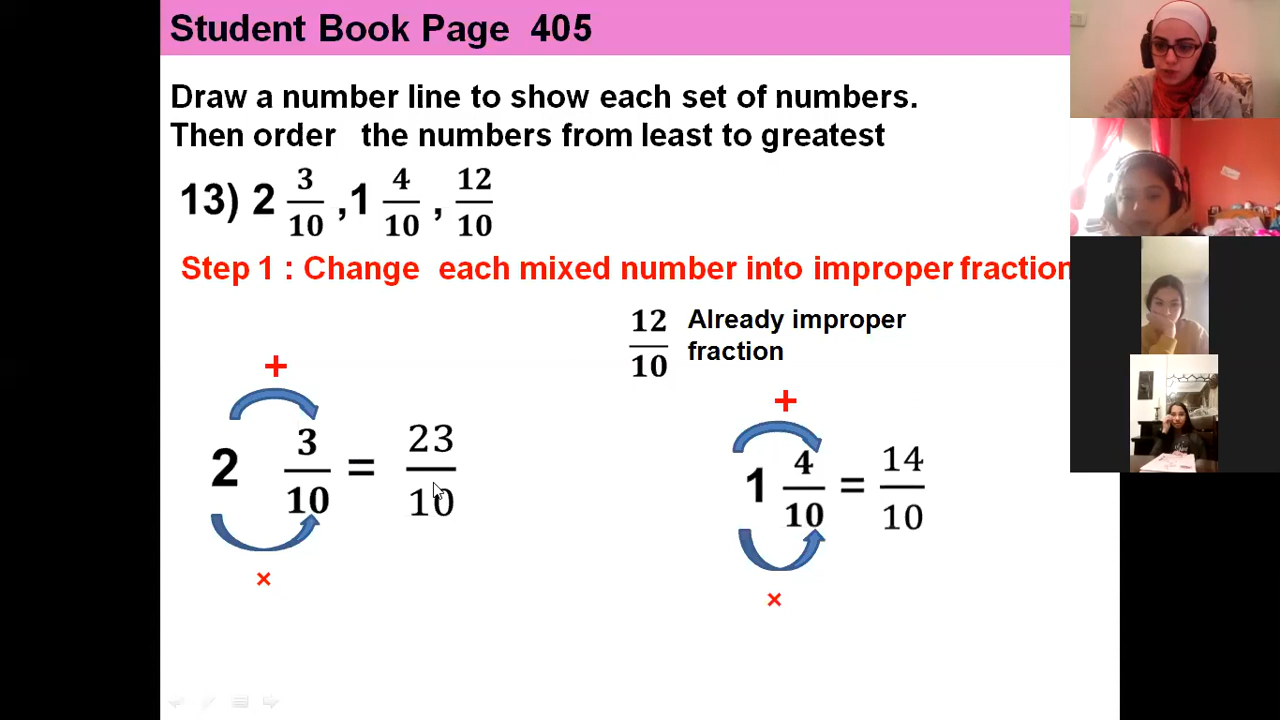 Student Book Page 405
Draw a number line to show each set of numbers.
Then order the numbers from least to greatest
13) 2 3/10 ,1 4/10 , 12/10
Step 1 : Change each mixed number into improper fraction
12/10 Already improper
fraction
+
2 3/10 = 23/10
×
+
1 4/10 = 14/10
×